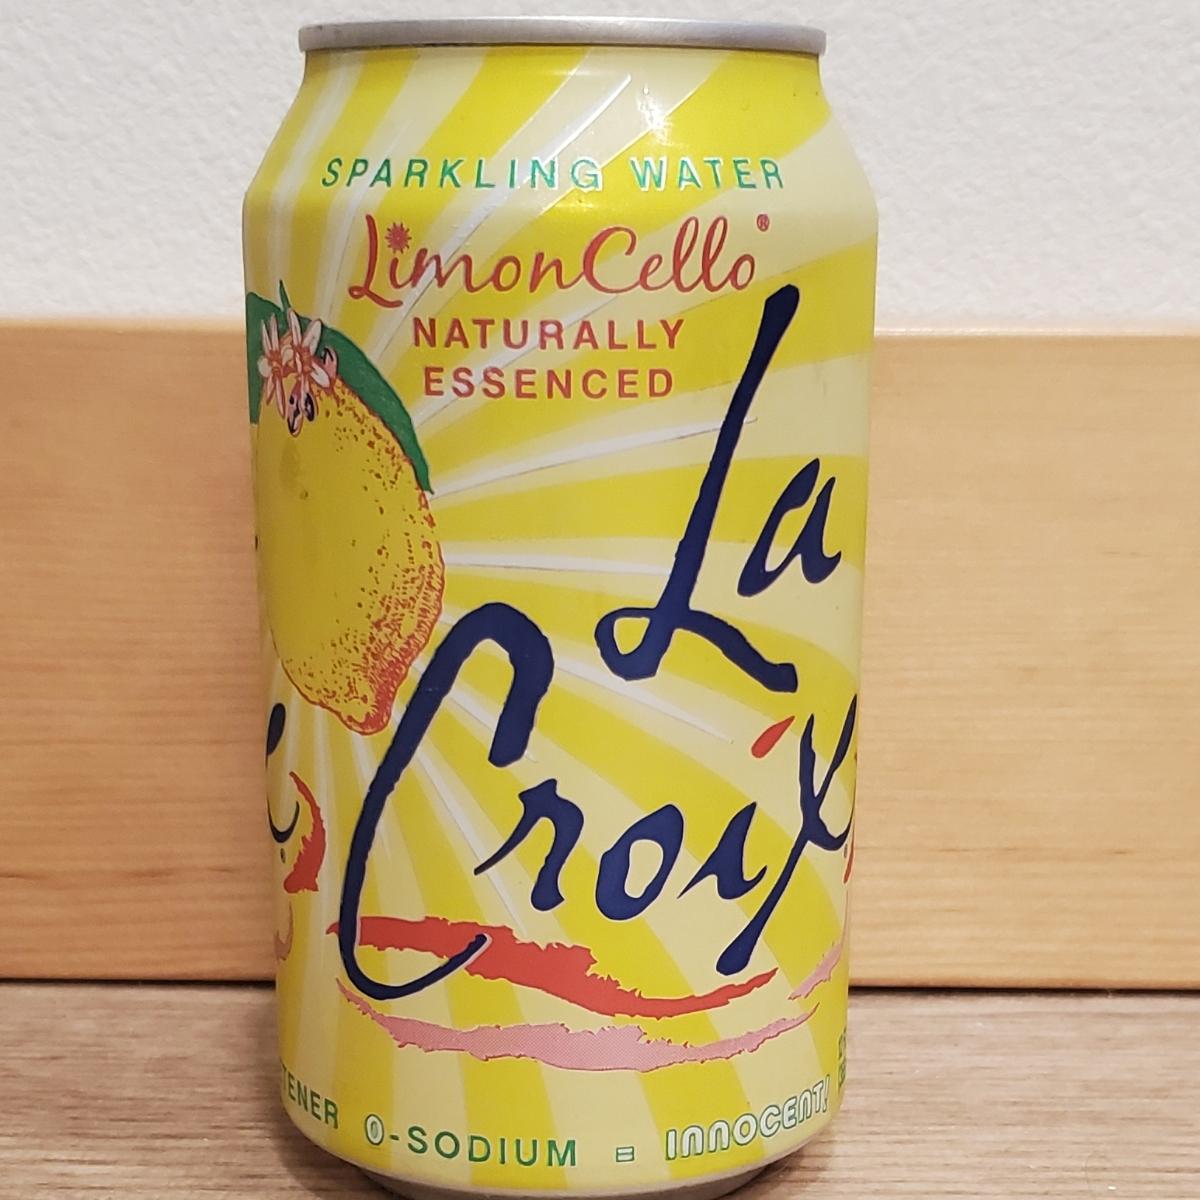 SPARKLING WATER
LimonCello®
NATURALLY
ESSENCED
La
Croix
0-SODIUM = INNOCENT!